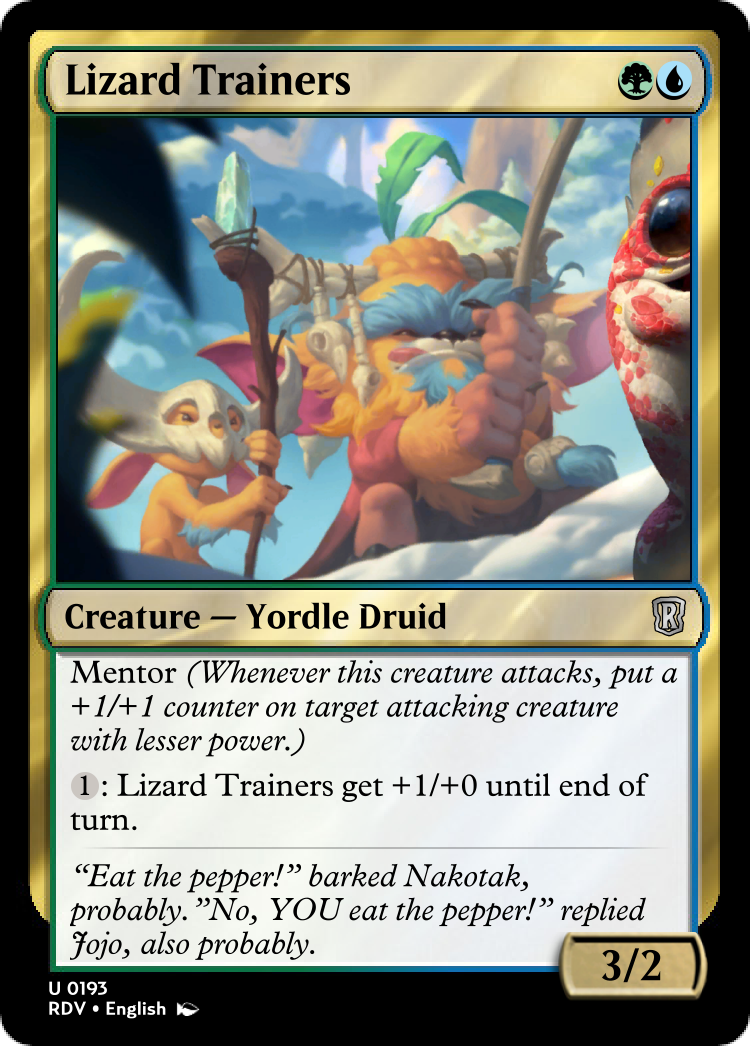 Lizard Trainers
Creature — Yordle Druid
R
Mentor (Whenever this creature attacks, put a
+1/+1 counter on target attacking creature
with lesser power.)
1: Lizard Trainers get +1/+0 until end of
turn.
“Eat the pepper!” barked Nakotak,
probably.”No, YOU eat the pepper!” replied
Jojo, also probably.
3/2
U 0193
RDV • English